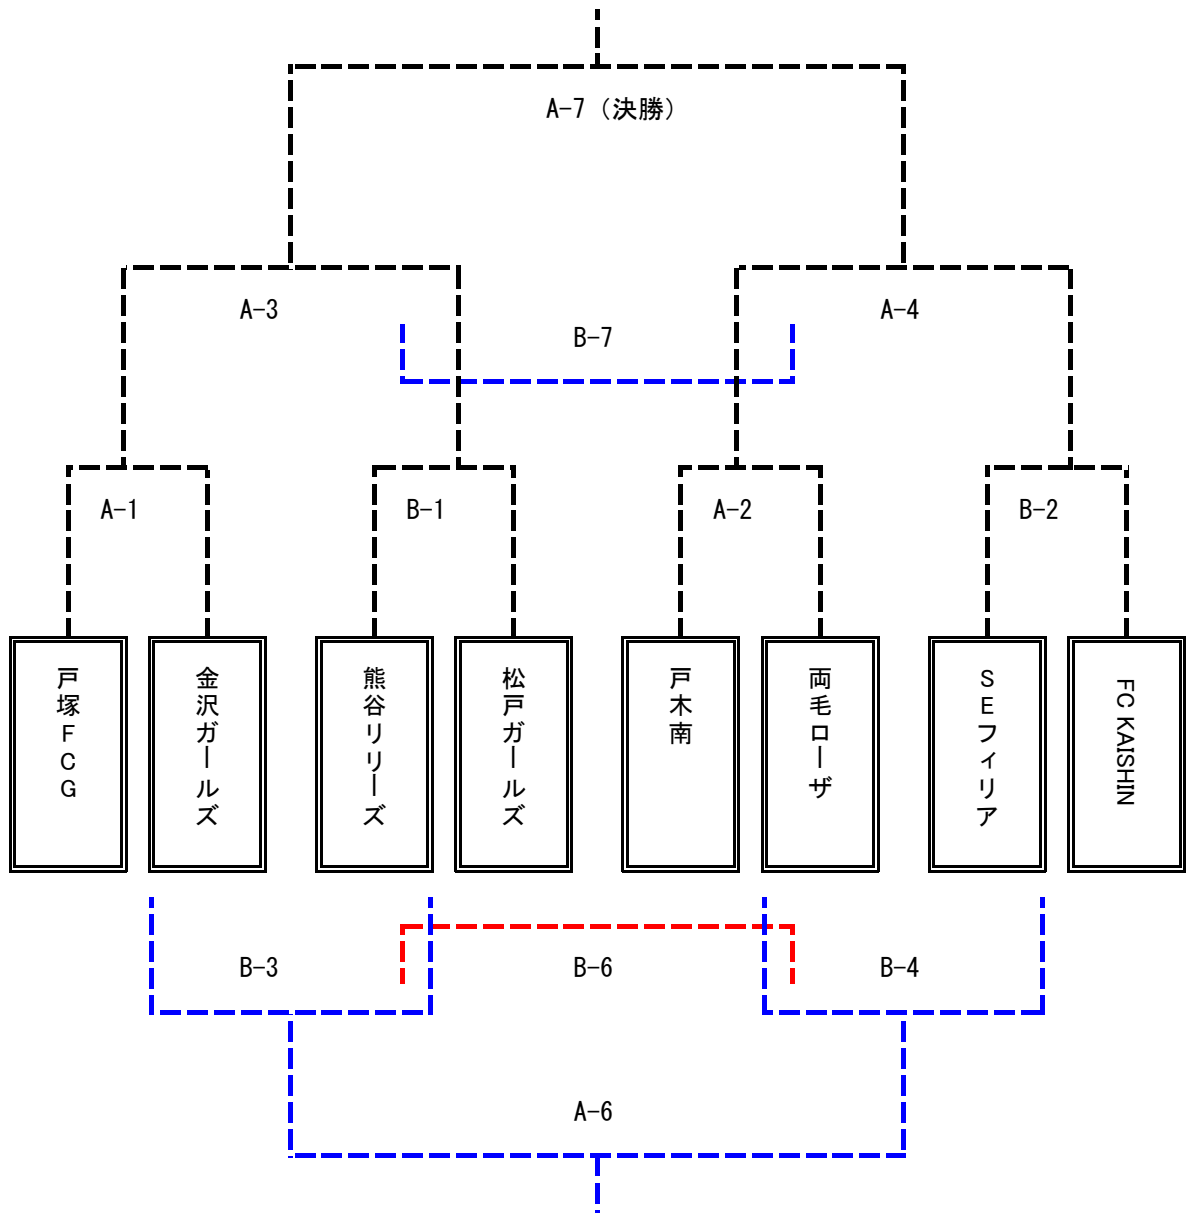 A-7（決勝）
A-3
A-4
B-7
A-1
B-1
A-2
B-2
戸塚FCG
金沢ガールズ
熊谷リリーズ
松戸ガールズ
戸木南
両毛ローザ
SEフィリア
FC KAISHIN
B-3
B-6
B-4
A-6